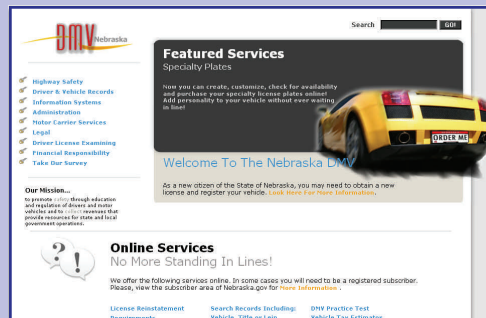 Search GO!
DMV Nebraska
Highway Safety
Driver & Vehicle Records
Information Systems
Administration
Motor Carrier Services
Legal
Driver License Examining
Financial Responsibility
Take Our Survey
Our Mission...
to promote safety through education
and regulation of drivers and motor
vehicles and to collect revenues that
provide resources for state and local
government operations.
Featured Services
Specialty Plates
Now you can create, customize, check for availability
and purchase your specialty license plates online!
Add personality to your vehicle without ever waiting
in line!
ORDER ME
Welcome To The Nebraska DMV
As a new citizen of the State of Nebraska, you may need to obtain a new
license and register your vehicle. Look Here For More Information.
Online Services
No More Standing In Lines!
We offer the following services online. In some cases you will need to be a registered subscriber.
Please, view the subscriber area of Nebraska.gov for More Information .
License Reinstatement
Requirements
Search Records Including:
Vehicle, Title or Lein
DMV Practice Test
Vehicle Tax Estimates